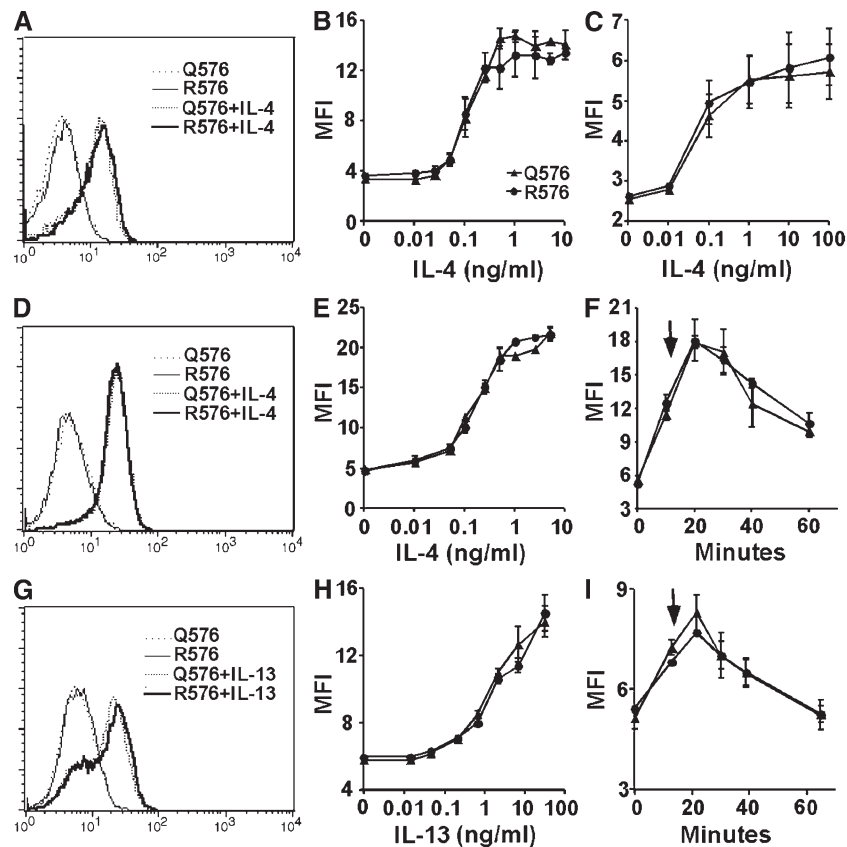 A
Q576
R576
Q576+IL-4
R576+IL-4
10^0 10^1 10^2 10^3 10^4
B
16
12
8
4
0
MFI
Q576
R576
0 0.01 0.1 1 10
IL-4 (ng/ml)
C
7
6
5
4
3
2
MFI
0 0.01 0.1 1 10 100
IL-4 (ng/ml)
D
Q576
R576
Q576+IL-4
R576+IL-4
10^0 10^1 10^2 10^3 10^4
E
25
20
15
10
5
0
MFI
0 0.01 0.1 1 10
IL-4 (ng/ml)
F
21
18
15
12
9
6
3
MFI
0 20 40 60
Minutes
G
Q576
R576
Q576+IL-13
R576+IL-13
10^0 10^1 10^2 10^3 10^4
H
16
12
8
4
MFI
0 0.01 0.1 1 10 100
IL-13 (ng/ml)
I
9
6
3
MFI
0 20 40 60
Minutes